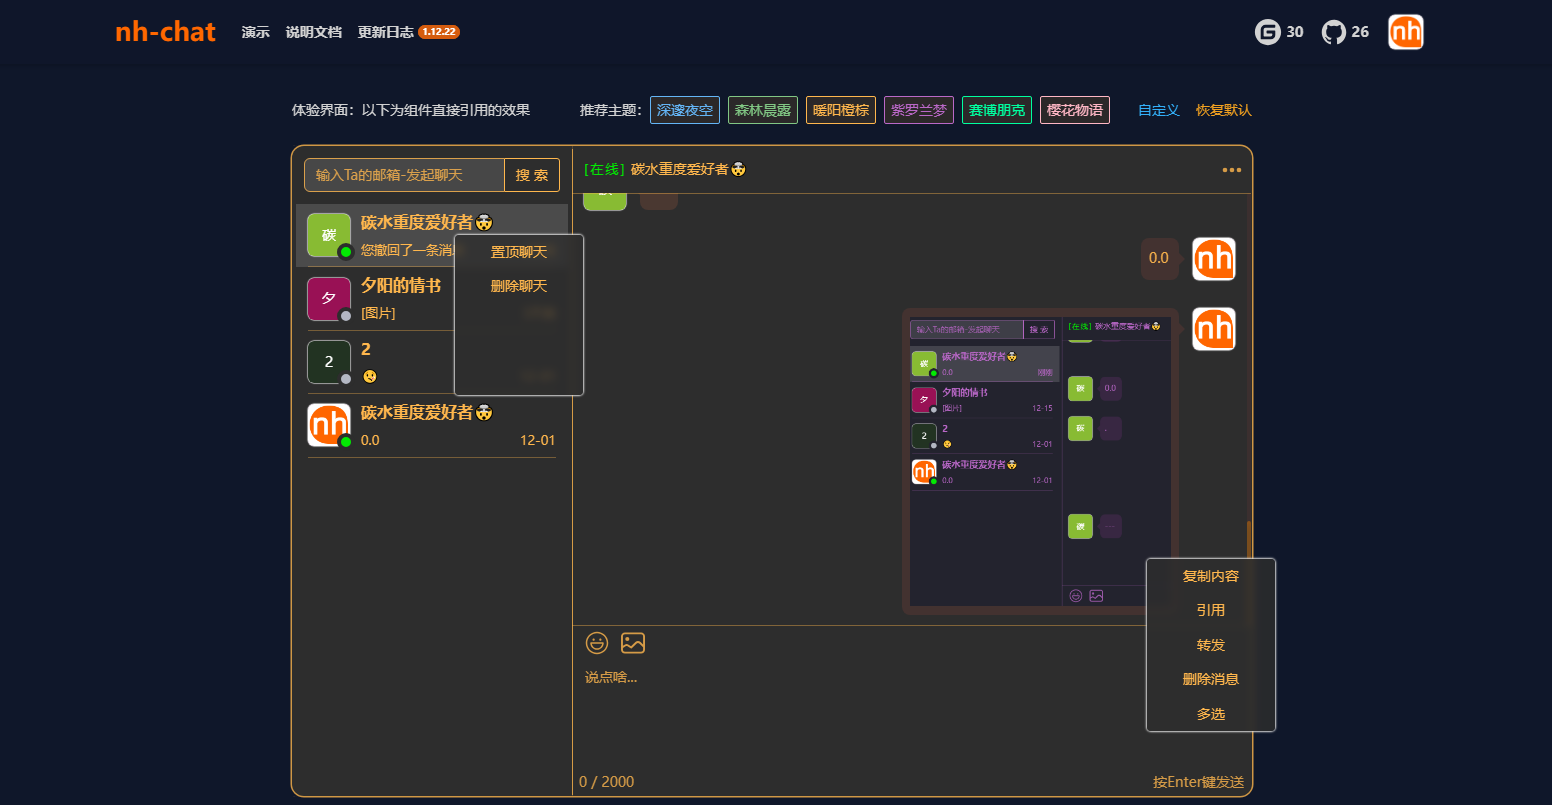 nh-chat 演示 说明文档 更新日志 1.12.22 30 26 nh
体验界面：以下为组件直接引用的效果 推荐主题： 深邃夜空 森林晨露 暖阳橙棕 紫罗兰梦 赛博朋克 樱花物语 自定义 恢复默认
输入Ta的邮箱-发起聊天 搜 索
碳 碳水重度爱好者
您撤回了一条消
置顶聊天
删除聊天
夕 夕阳的情书
[图片]
2 2
nh 碳水重度爱好者
0.0 12-01
[在线] 碳水重度爱好者
0.0 nh
nh
输入Ta的邮箱-发起聊天 搜 索
[在线] 碳水重度爱好者
碳 碳水重度爱好者
0.0 刚刚
夕 夕阳的情书
[图片] 12-15
2 2
12-01
nh 碳水重度爱好者
0.0 12-01
碳 0.0
碳 .
碳 ...
复制内容
引用
转发
删除消息
多选
说点啥...
0 / 2000 按Enter键发送